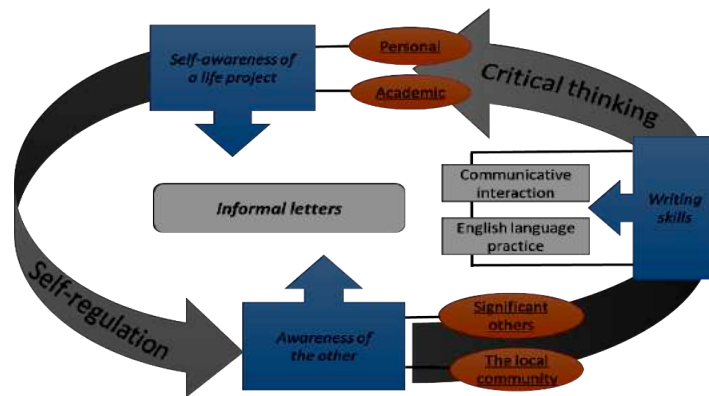 Self-awareness of
a life project
Personal
Academic
Critical thinking
Communicative
interaction
English language
practice
Writing
skills
Informal letters
Self-regulation
Awareness of
the other
Significant
others
The local
community